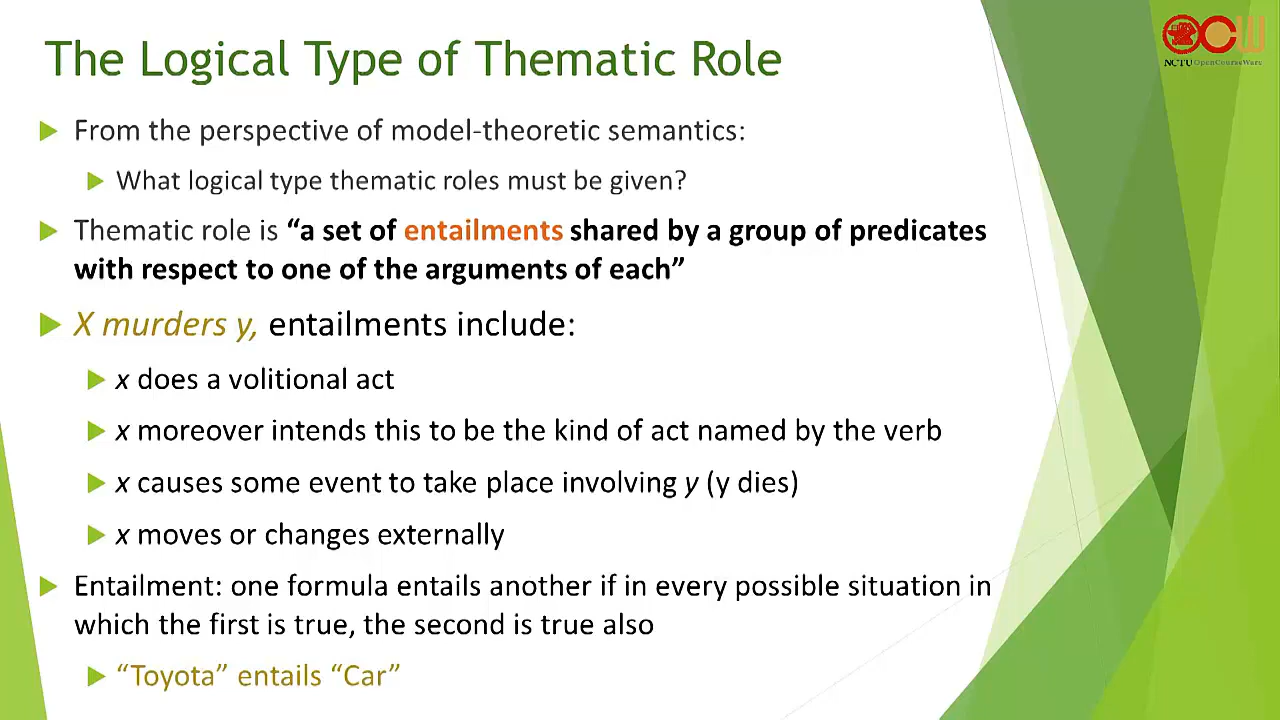 The Logical Type of Thematic Role
OCW
NCTU OpenCourseWare
From the perspective of model-theoretic semantics:
What logical type thematic roles must be given?
Thematic role is “a set of entailments shared by a group of predicates
with respect to one of the arguments of each”
X murders y, entailments include:
x does a volitional act
x moreover intends this to be the kind of act named by the verb
x causes some event to take place involving y (y dies)
x moves or changes externally
Entailment: one formula entails another if in every possible situation in
which the first is true, the second is true also
“Toyota” entails “Car”